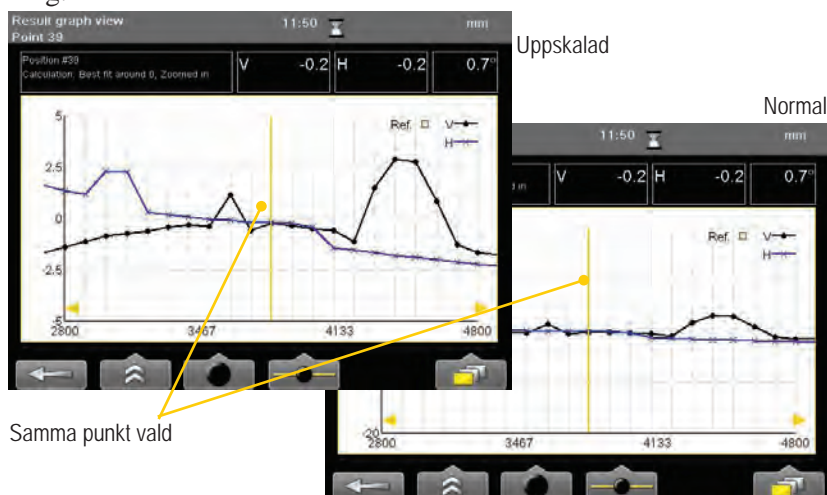 Result graph view 11:50 mm
Point 39
Position #39
Calculation: Best fit around 0, Zoomed in
V -0.2 H -0.2 0.7°
Uppskalad
5
2.5
0
-2.5
-5
Ref. V
H
2800 3467 4133 4800
Normal
11:50 mm
d in
V -0.2 H -0.2 0.7°
Ref. V
H
-20
2800 3467 4133 4800
Samma punkt vald